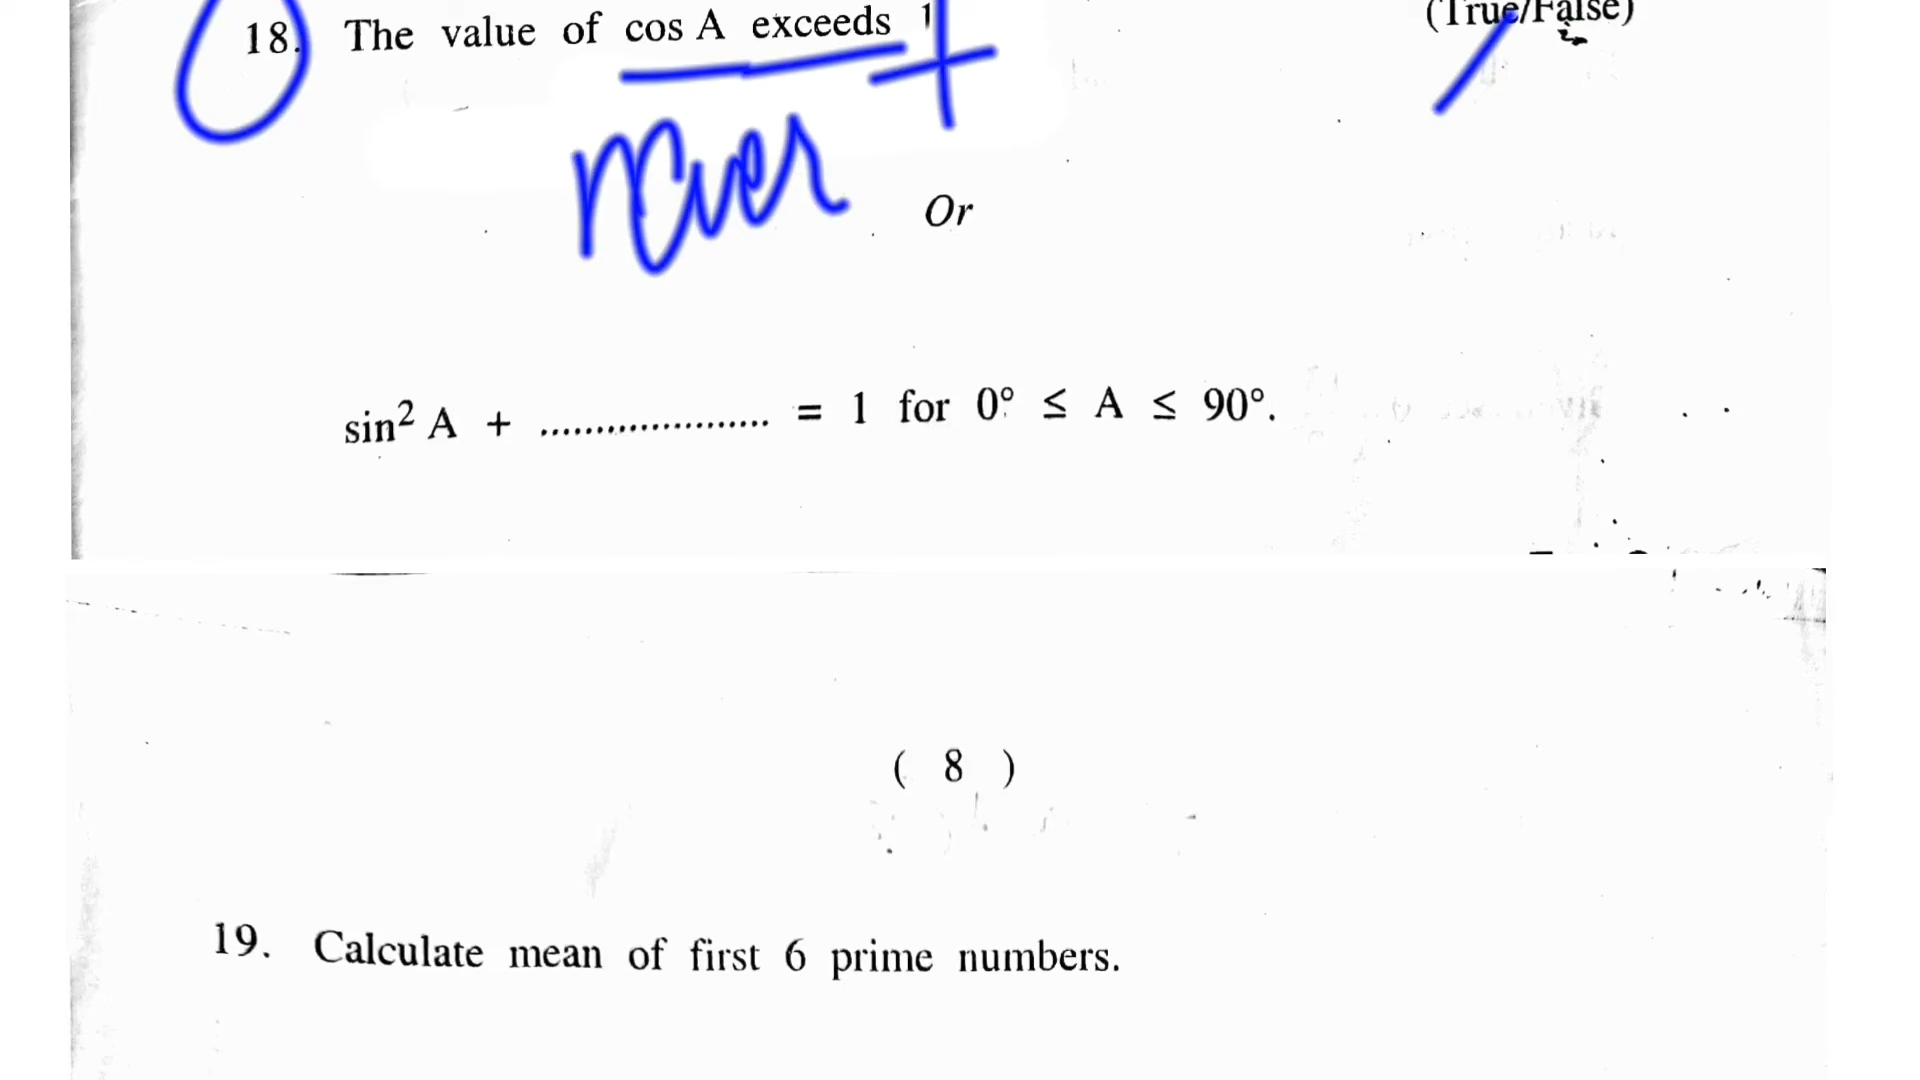 18. The value of cos A exceeds 1 (True/False)
never
Or
sin² A + ..................... = 1 for 0° ≤ A ≤ 90°.
( 8 )
19. Calculate mean of first 6 prime numbers.